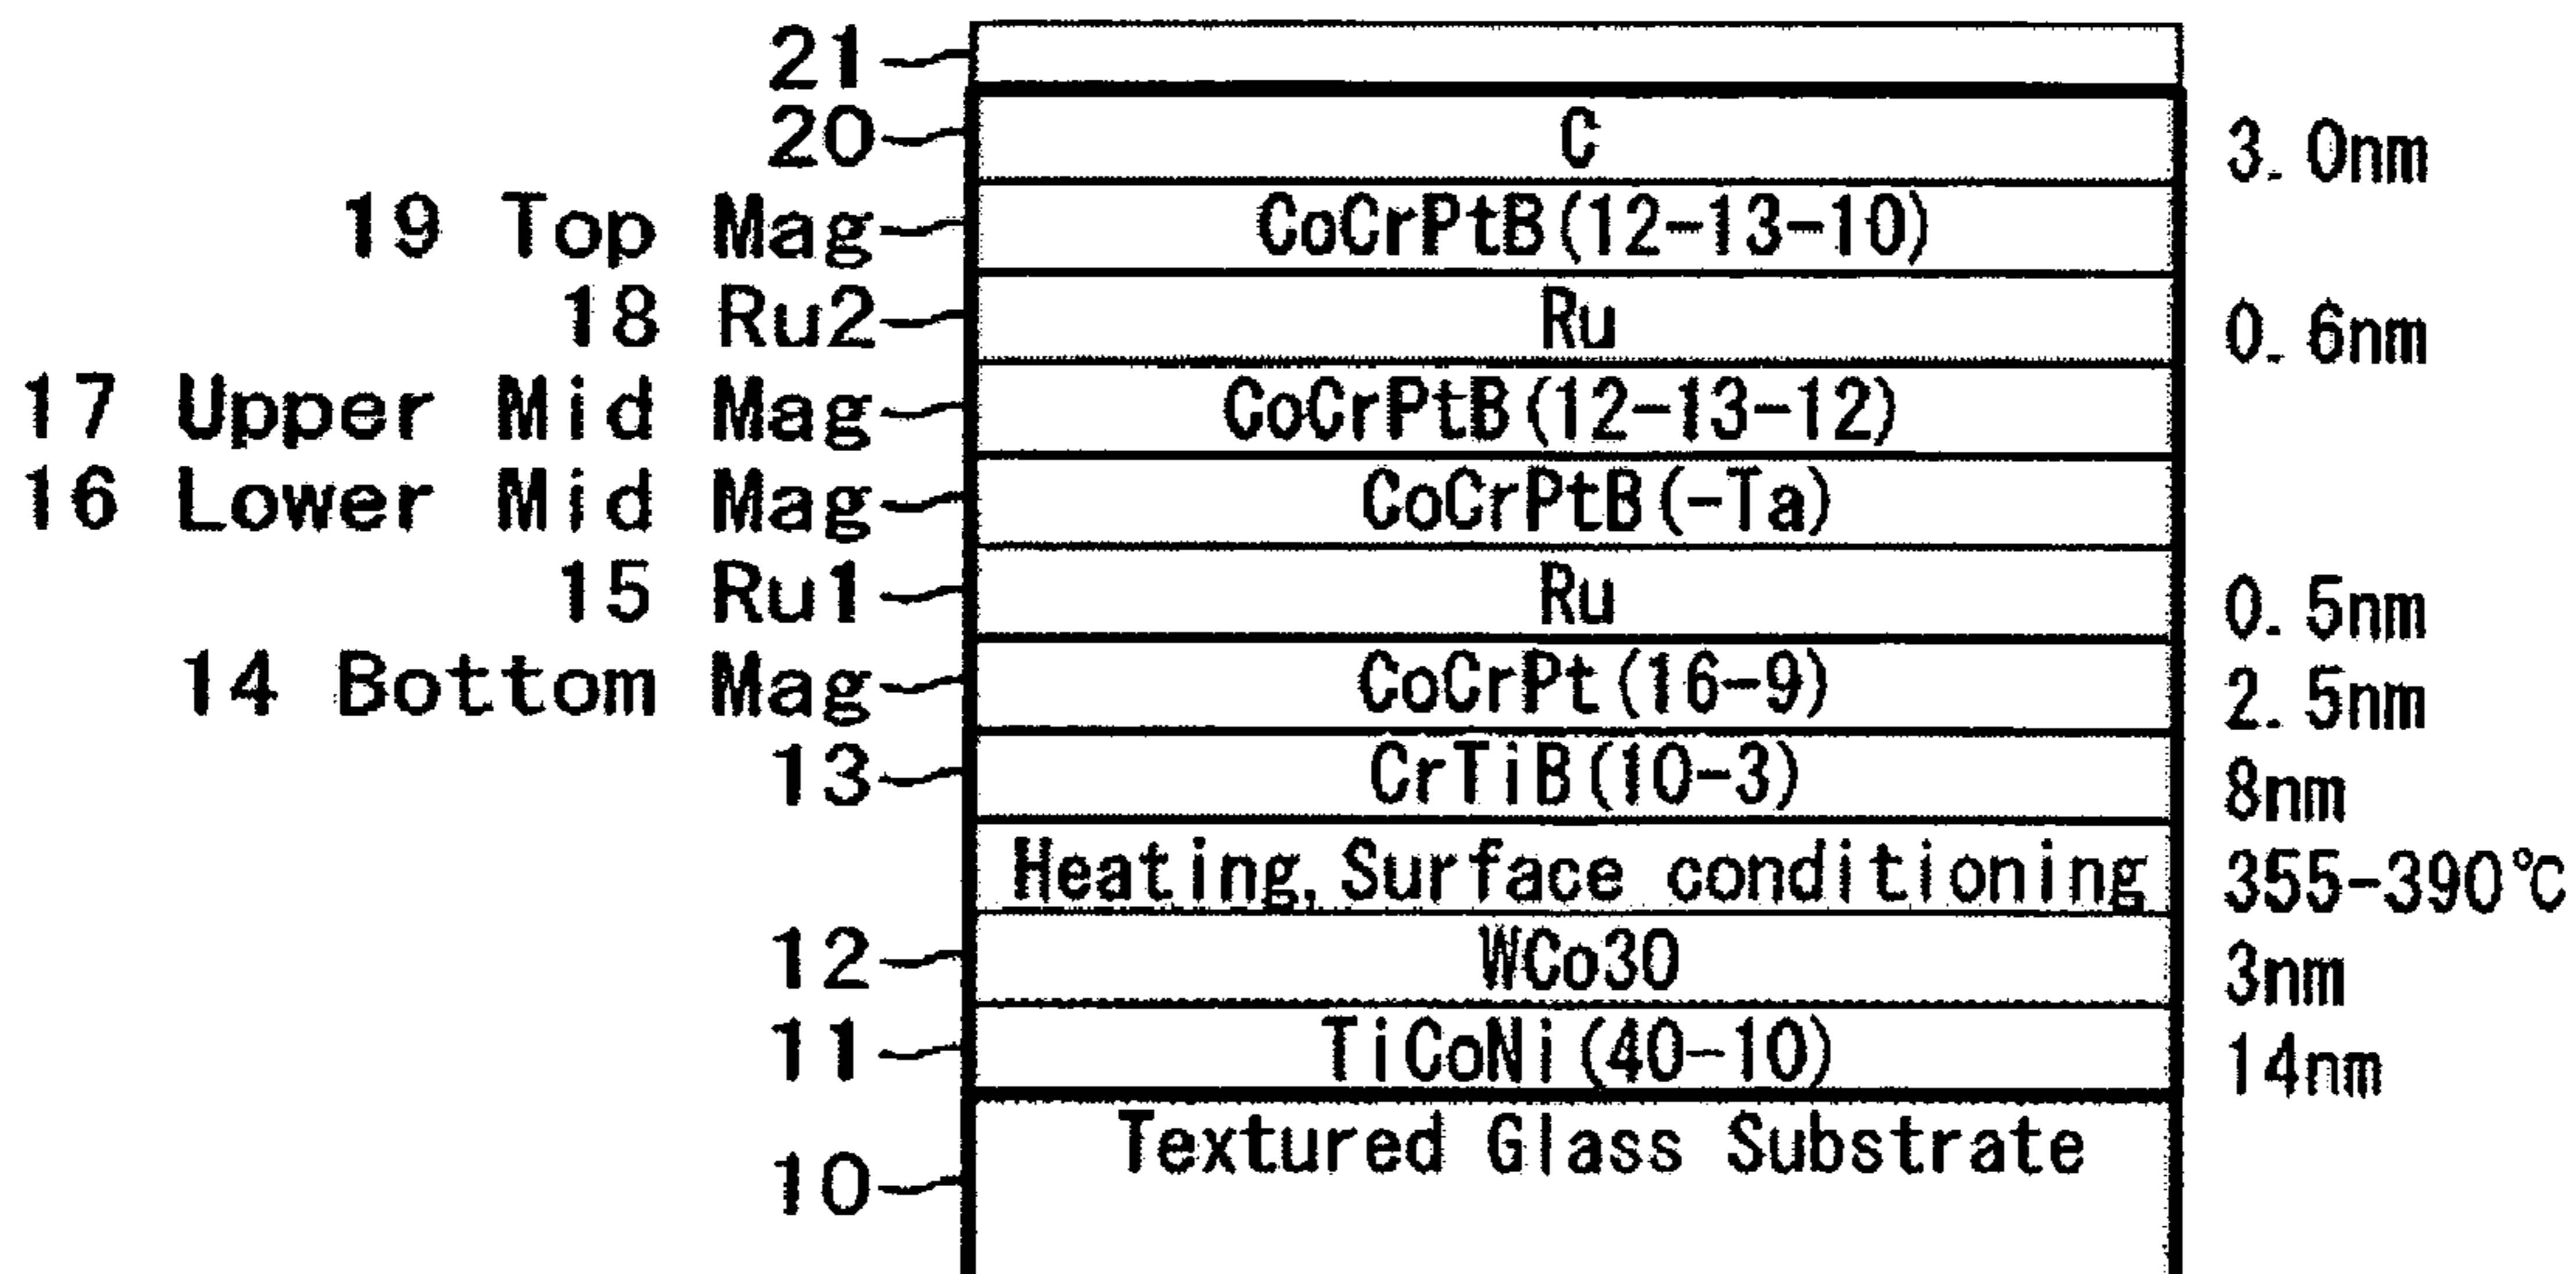 21
20 C 3.0nm
19 Top Mag CoCrPtB(12-13-10)
18 Ru2 Ru 0.6nm
17 Upper Mid Mag CoCrPtB(12-13-12)
16 Lower Mid Mag CoCrPtB(-Ta)
15 Ru1 Ru 0.5nm
14 Bottom Mag CoCrPt(16-9) 2.5nm
13 CrTiB(10-3) 8nm
Heating,Surface conditioning 355-390℃
12 WCo30 3nm
11 TiCoNi(40-10) 14nm
10 Textured Glass Substrate